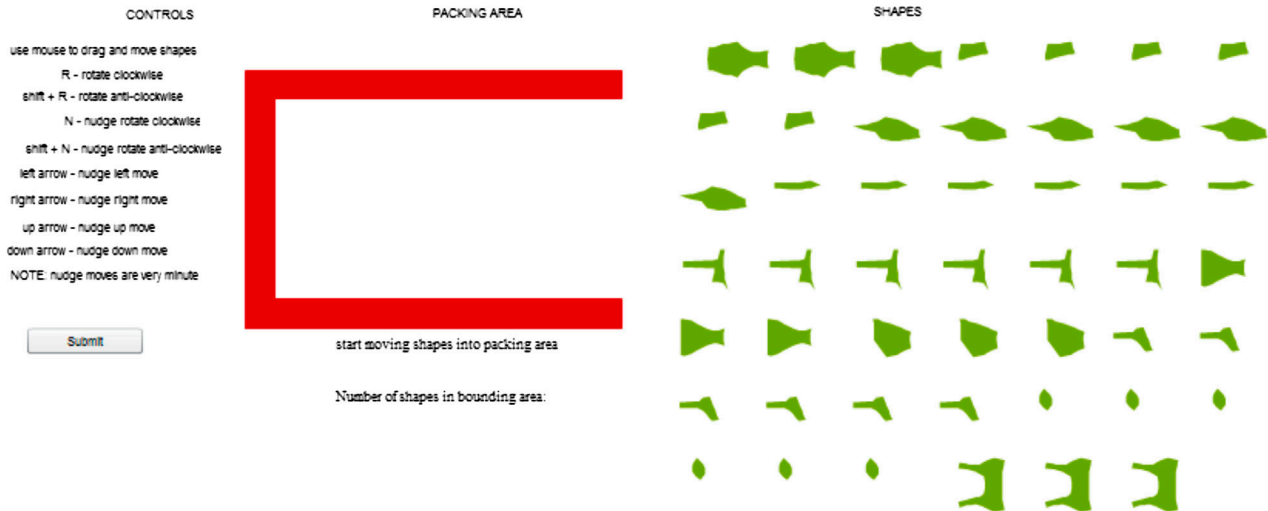 CONTROLS
PACKING AREA
SHAPES
use mouse to drag and move shapes
R - rotate clockwise
shift + R - rotate anti-clockwise
N - nudge rotate clockwise
shift + N - nudge rotate anti-clockwise
left arrow - nudge left move
right arrow - nudge right move
up arrow - nudge up move
down arrow - nudge down move
NOTE: nudge moves are very minute
Submit
start moving shapes into packing area
Number of shapes in bounding area: